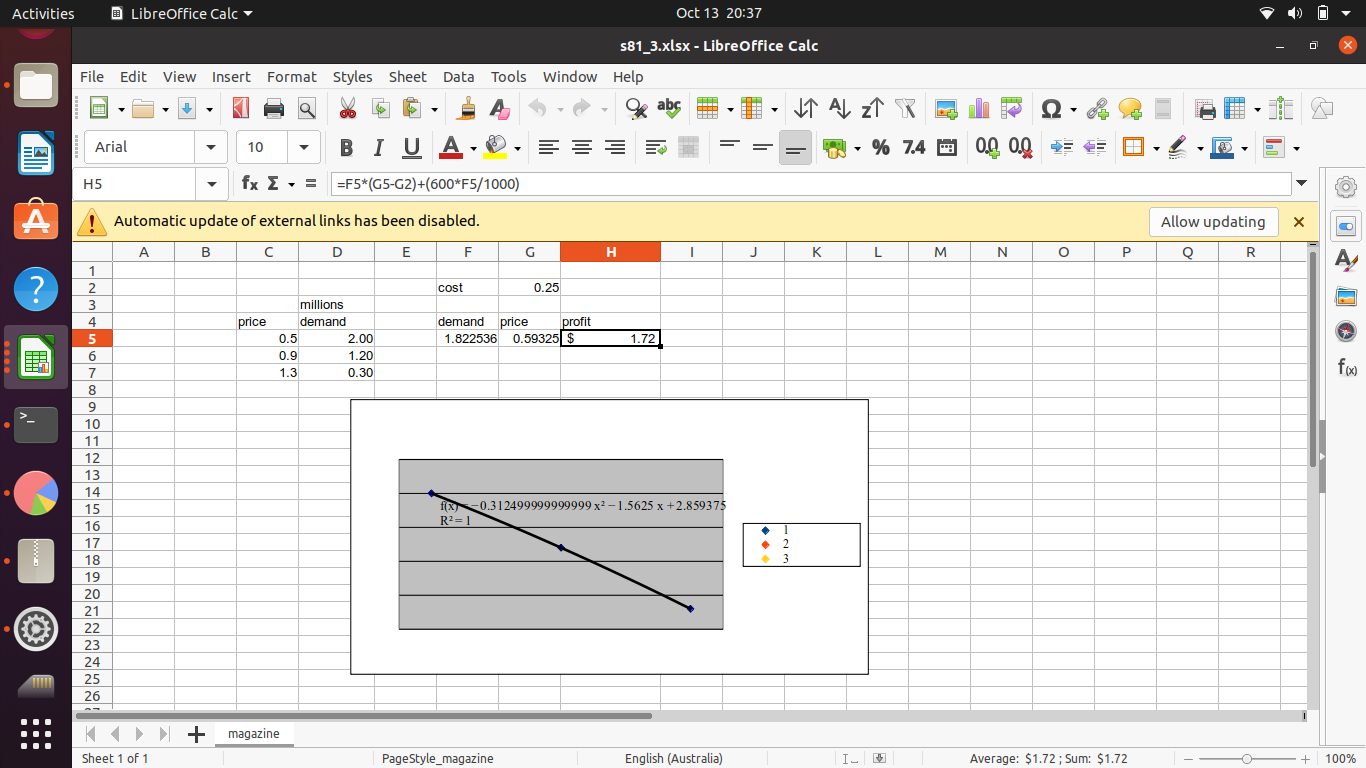 Activities LibreOffice Calc Oct 13 20:37
s81_3.xlsx - LibreOffice Calc
File Edit View Insert Format Styles Sheet Data Tools Window Help
Arial 10
H5 =F5*(G5-G2)+(600*F5/1000)
Automatic update of external links has been disabled. Allow updating
A B C D E F G H I J K L M N O P Q R
1
2 cost 0.25
3 millions
4 price demand demand price profit
5 0.5 2.00 1.822536 0.59325 $ 1.72
6 0.9 1.20
7 1.3 0.30
8
9
10
11
12
13
14
15
16
17
18
19
20
21
22
23
24
25
26
f(x) = −0.312499999999999 x² − 1.5625 x + 2.859375
R² = 1
1
2
3
magazine
Sheet 1 of 1 PageStyle_magazine English (Australia) Average: $1.72 ; Sum: $1.72 100%